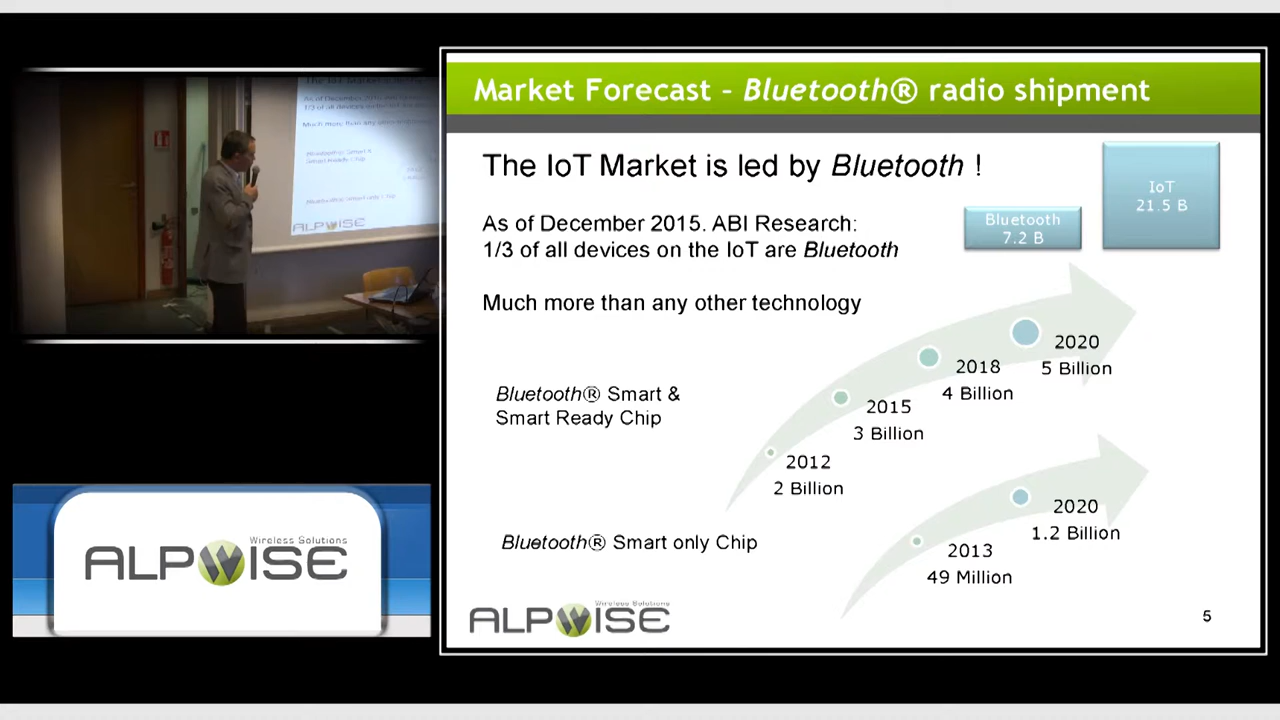 Market Forecast - Bluetooth® radio shipment
The IoT Market is led by Bluetooth !
As of December 2015. ABI Research:
1/3 of all devices on the IoT are Bluetooth
Much more than any other technology
Bluetooth
7.2 B
IoT
21.5 B
Bluetooth® Smart &
Smart Ready Chip
2012
2 Billion
2015
3 Billion
2018
4 Billion
2020
5 Billion
Bluetooth® Smart only Chip
2013
49 Million
2020
1.2 Billion
Wireless Solutions
ALPWISE
5
Wireless Solutions
ALPWISE
ALPWISE